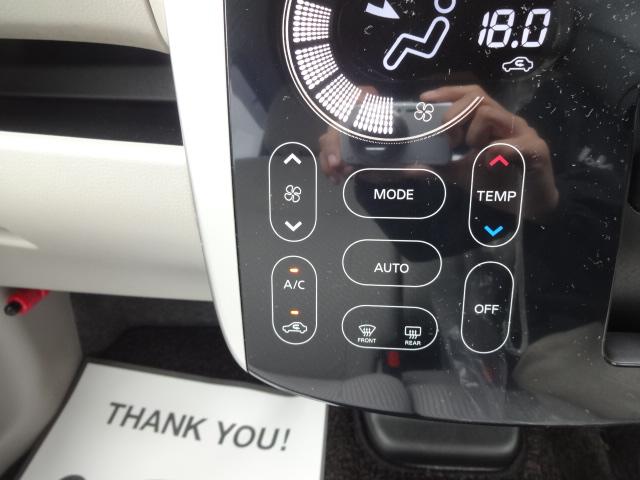 18.0
MODE
TEMP
A/C
AUTO
OFF
FRONT
REAR
THANK YOU!